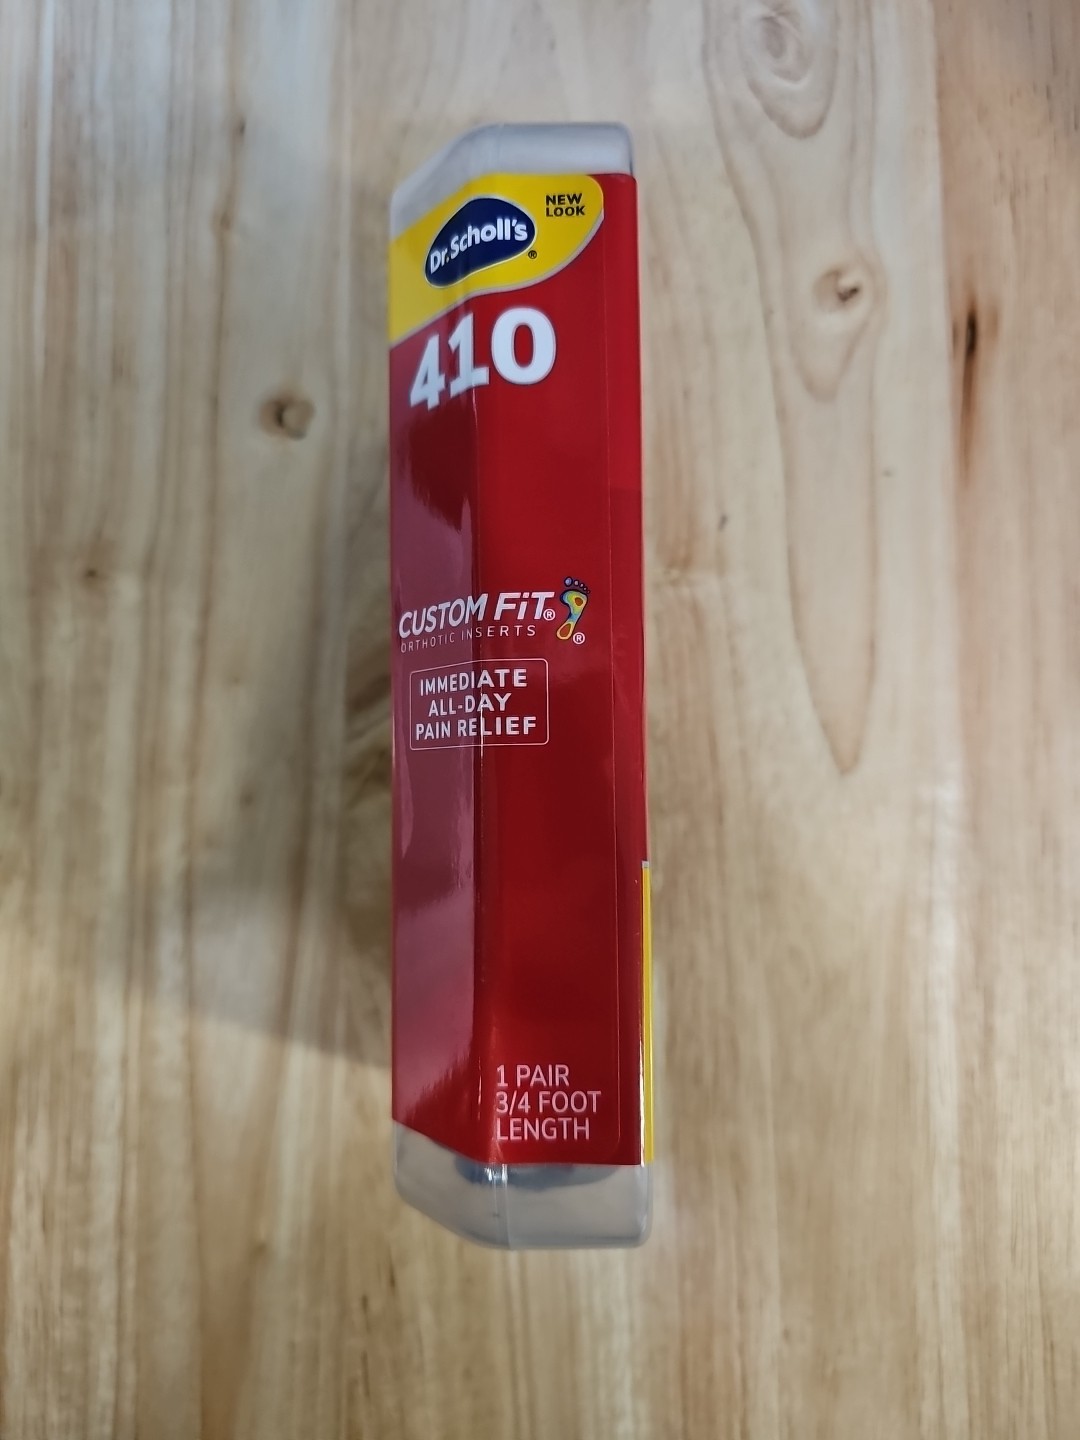 Dr. Scholl's®
NEW
LOOK
410
CUSTOM FiT®
ORTHOTIC INSERTS
®
IMMEDIATE
ALL-DAY
PAIN RELIEF
1 PAIR
3/4 FOOT
LENGTH